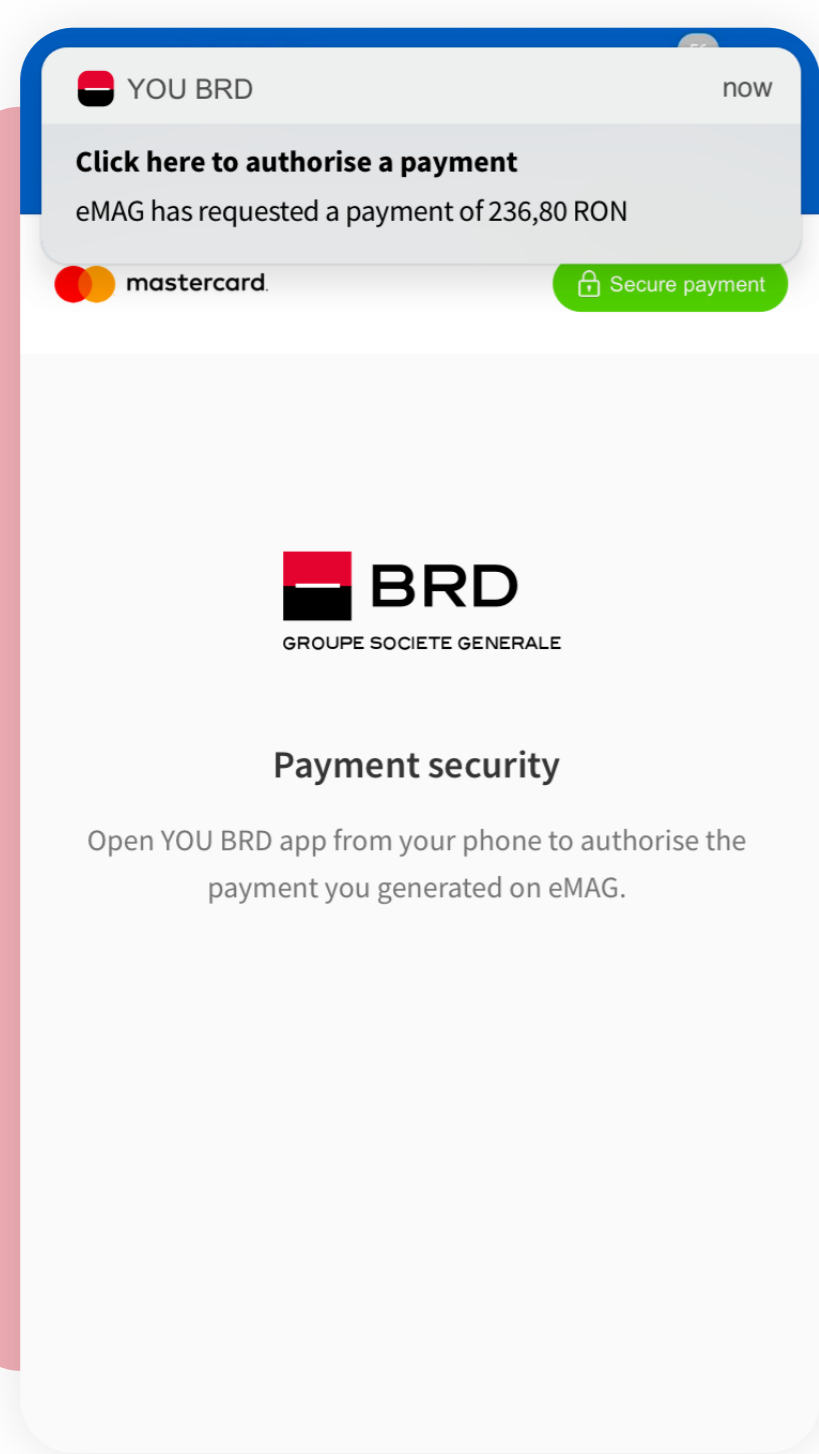 YOU BRD
now
Click here to authorise a payment
eMAG has requested a payment of 236,80 RON
mastercard.
Secure payment
BRD
GROUPE SOCIETE GENERALE
Payment security
Open YOU BRD app from your phone to authorise the
payment you generated on eMAG.